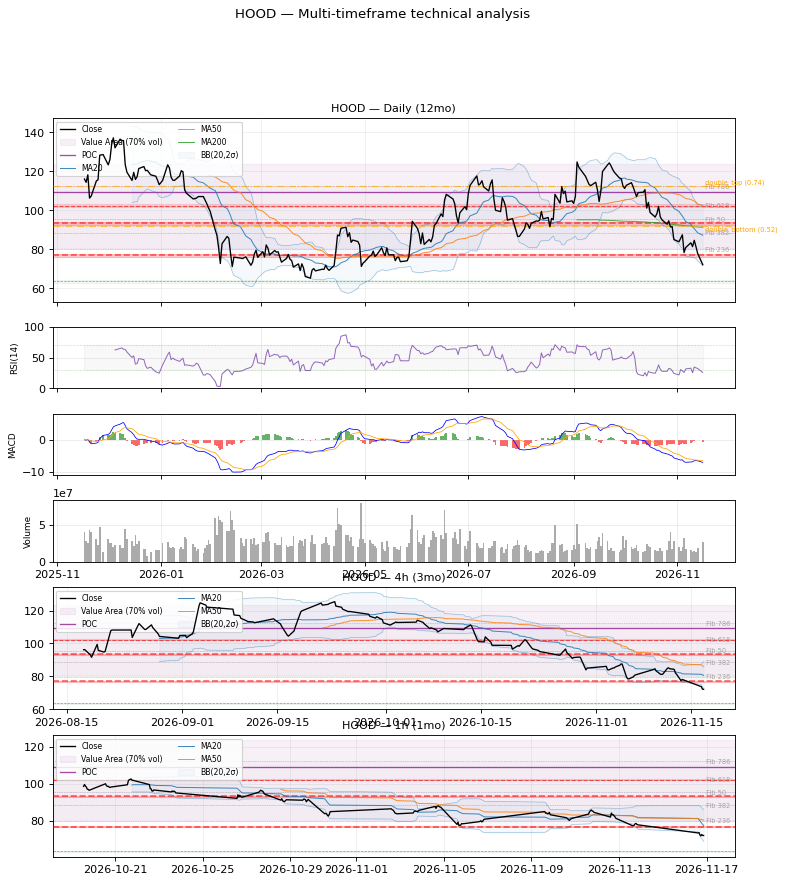 HOOD — Multi-timeframe technical analysis
HOOD — Daily (12mo)
140
120
100
80
60
Close
Value Area (70% vol)
POC
MA20
MA50
MA200
BB(20,2σ)
double_top (0.74)
Fib 786
Fib 618
Fib 50
double_bottom (0.52)
Fib 382
Fib 236
RSI(14)
100
50
0
MACD
0
−10
1e7
Volume
5
0
2025-11 2026-01 2026-03 2026-05 2026-07 2026-09 2026-11
HOOD — 4h (3mo)
120
100
80
60
Close
Value Area (70% vol)
POC
MA20
MA50
BB(20,2σ)
Fib 786
Fib 618
Fib 50
Fib 382
Fib 236
2026-08-15 2026-09-01 2026-09-15 2026-10-01 2026-10-15 2026-11-01 2026-11-15
HOOD — 1h (1mo)
120
100
80
Close
Value Area (70% vol)
POC
MA20
MA50
BB(20,2σ)
Fib 786
Fib 618
Fib 50
Fib 382
Fib 236
2026-10-21 2026-10-25 2026-10-29 2026-11-01 2026-11-05 2026-11-09 2026-11-13 2026-11-17